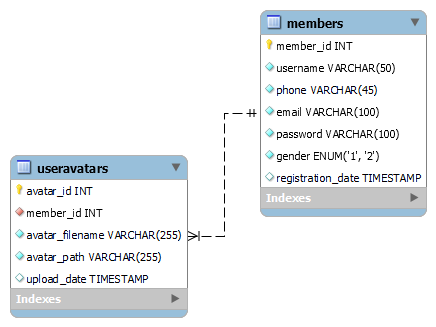 members
member_id INT
username VARCHAR(50)
phone VARCHAR(45)
email VARCHAR(100)
password VARCHAR(100)
gender ENUM('1', '2')
registration_date TIMESTAMP
Indexes
useravatars
avatar_id INT
member_id INT
avatar_filename VARCHAR(255)
avatar_path VARCHAR(255)
upload_date TIMESTAMP
Indexes